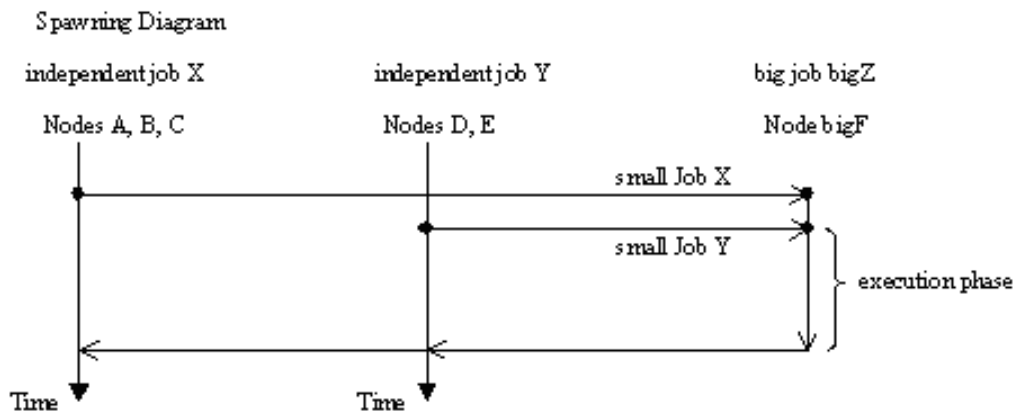 Spawning Diagram
independent job X
independent job Y
big job bigZ
Nodes A, B, C
Nodes D, E
Node bigF
small Job X
small Job Y
execution phase
Time
Time